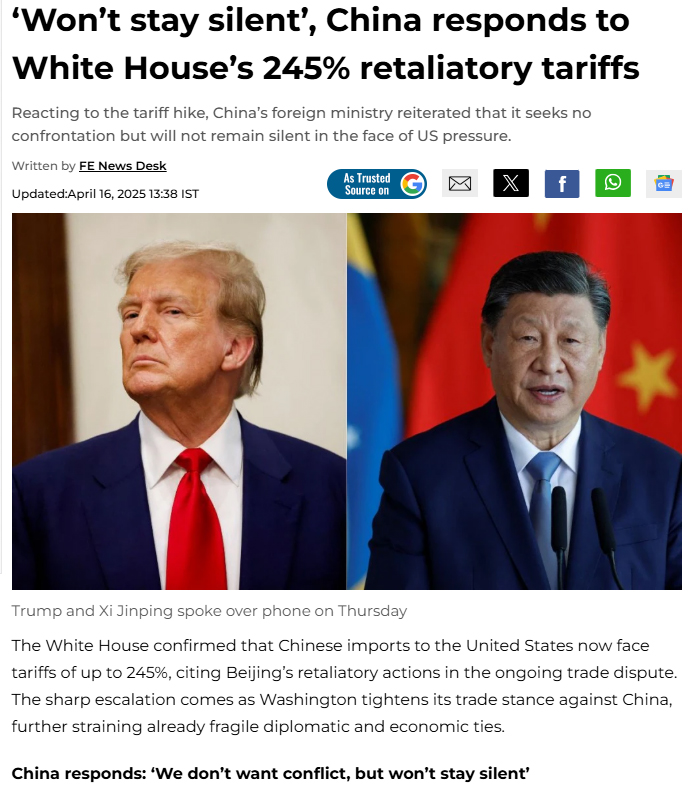 ‘Won’t stay silent’, China responds to
White House’s 245% retaliatory tariffs
Reacting to the tariff hike, China’s foreign ministry reiterated that it seeks no
confrontation but will not remain silent in the face of US pressure.
Written by FE News Desk
Updated:April 16, 2025 13:38 IST
As Trusted
Source on
G
X
f
GE
Trump and Xi Jinping spoke over phone on Thursday
The White House confirmed that Chinese imports to the United States now face
tariffs of up to 245%, citing Beijing’s retaliatory actions in the ongoing trade dispute.
The sharp escalation comes as Washington tightens its trade stance against China,
further straining already fragile diplomatic and economic ties.
China responds: ‘We don’t want conflict, but won’t stay silent’